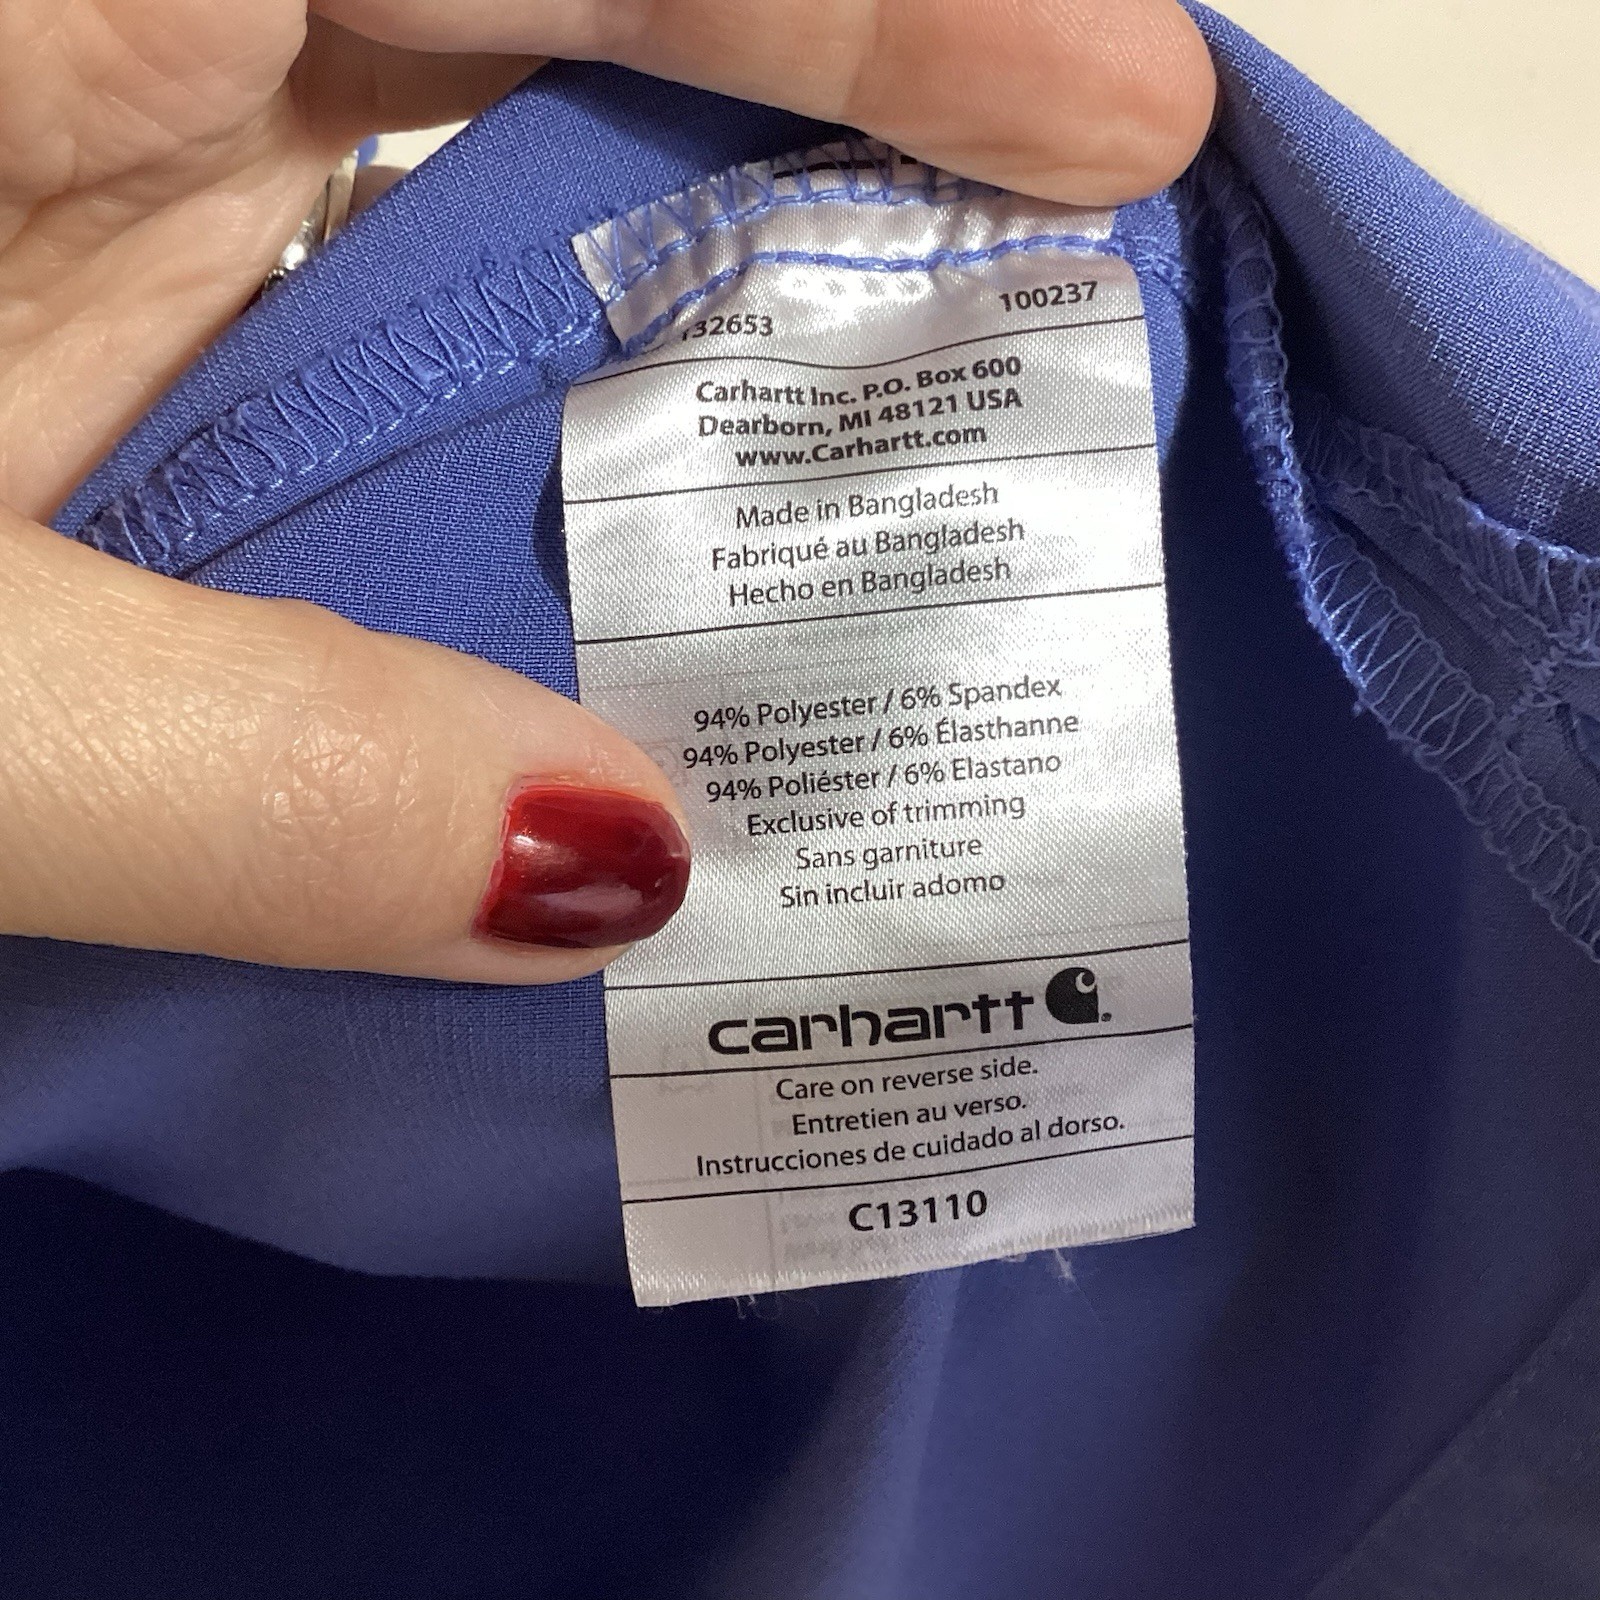 32653 100237
Carhartt Inc. P.O. Box 600
Dearborn, MI 48121 USA
www.Carhartt.com
Made in Bangladesh
Fabriqué au Bangladesh
Hecho en Bangladesh
94% Polyester / 6% Spandex
94% Polyester / 6% Élasthanne
94% Poliéster / 6% Elastano
Exclusive of trimming
Sans garniture
Sin incluir adomo
carhartt
Care on reverse side.
Entretien au verso.
Instrucciones de cuidado al dorso.
C13110